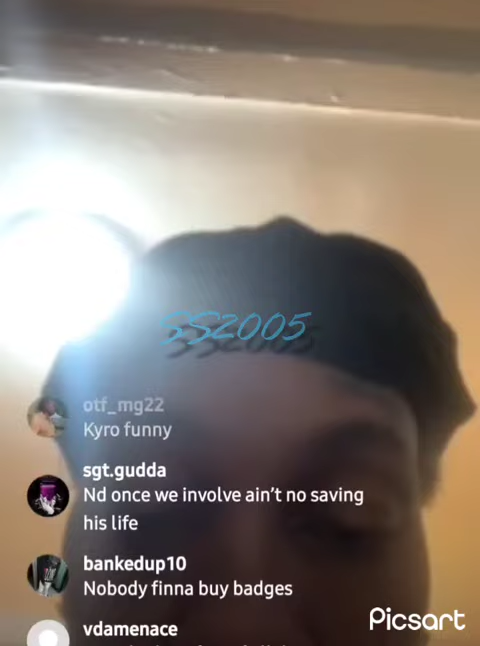 SS2005
otf_mg22
Kyro funny
sgt.gudda
Nd once we involve ain't no saving
his life
bankedup10
Nobody finna buy badges
vdamenace
Picsart